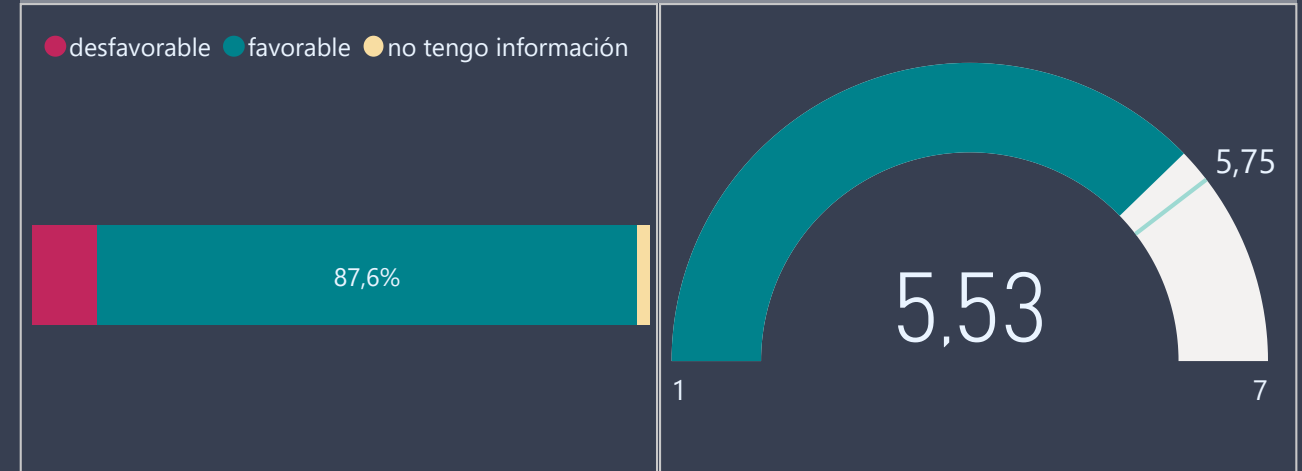 desfavorable favorable no tengo información
87,6%
5,75
5,53
1 7